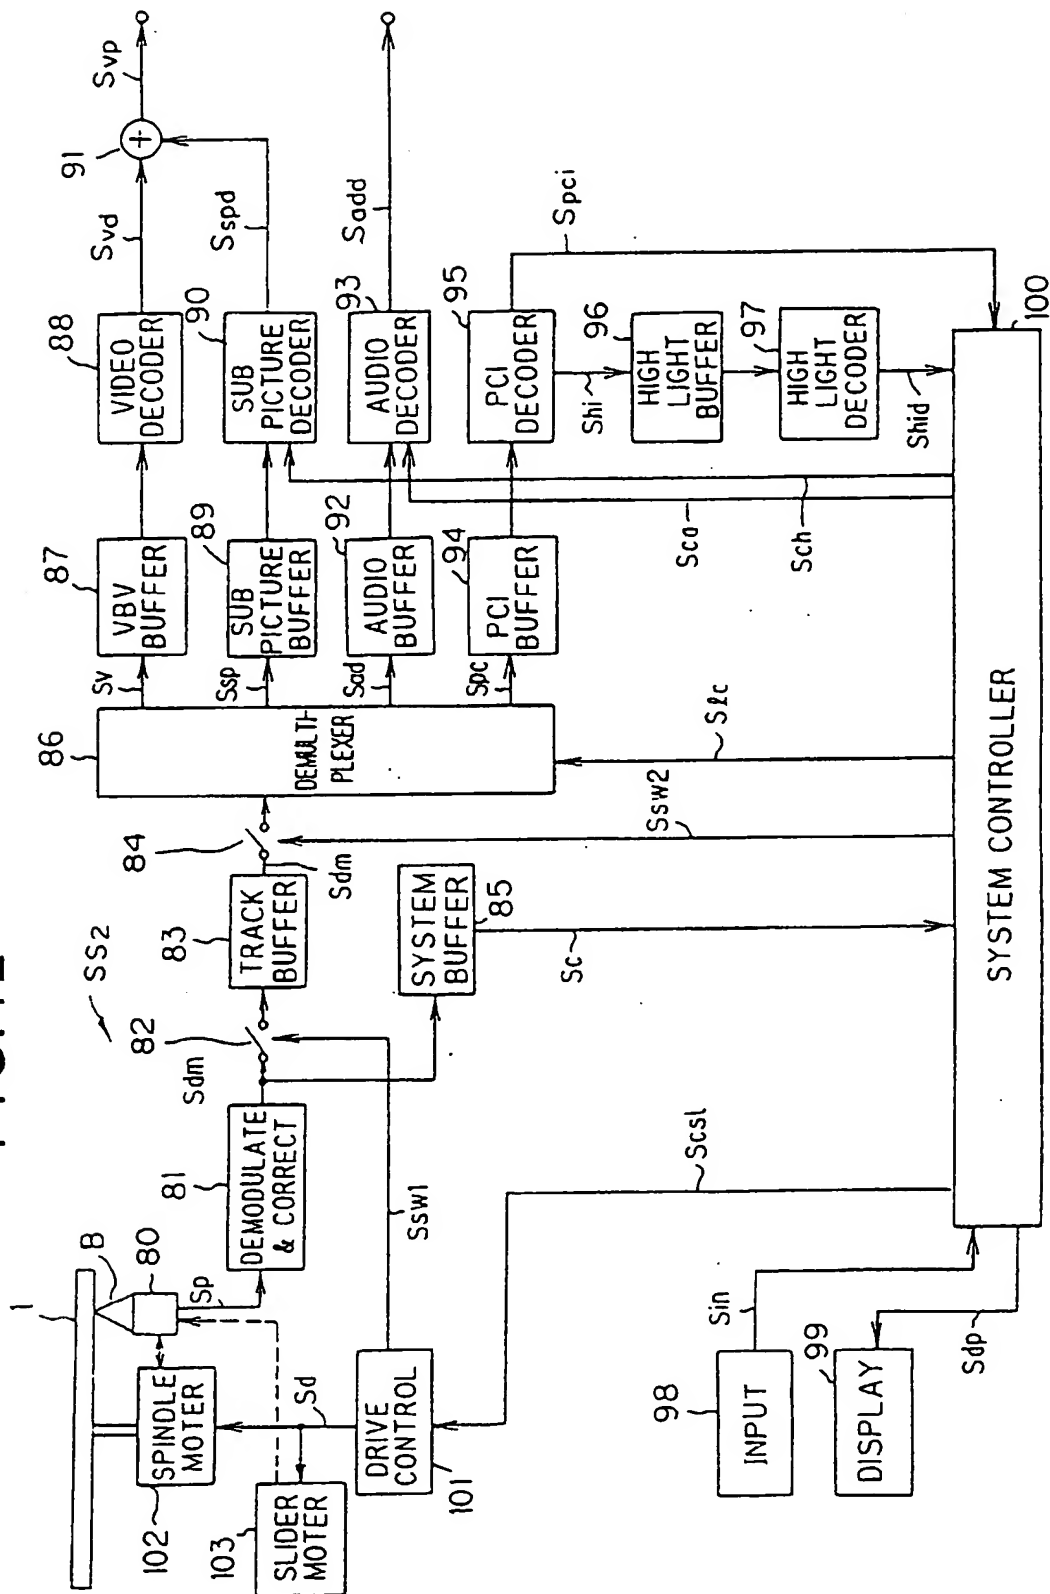 SS2
1
B
80
Sp
SPINDLE
MOTER
102
SLIDER
MOTER
103
Sd
DRIVE
CONTROL
101
81
DEMODULATE
& CORRECT
Sdm
82
Ssw1
83
TRACK
BUFFER
Sdm
84
SYSTEM
BUFFER
85
Sc
Ssw2
Scsl
86
DEMULTI-
PLEXER
Slc
Sv
87
VBV
BUFFER
88
VIDEO
DECODER
Svd
91
+
Svp
Ssp
89
SUB
PICTURE
BUFFER
90
SUB
PICTURE
DECODER
Sspd
Sad
92
AUDIO
BUFFER
93
AUDIO
DECODER
Sadd
Spc
94
PCI
BUFFER
95
PCI
DECODER
Spci
Shi
96
HIGH
LIGHT
BUFFER
97
HIGH
LIGHT
DECODER
Shid
Sca
Sch
98
INPUT
Sin
99
DISPLAY
Sdp
SYSTEM CONTROLLER
100